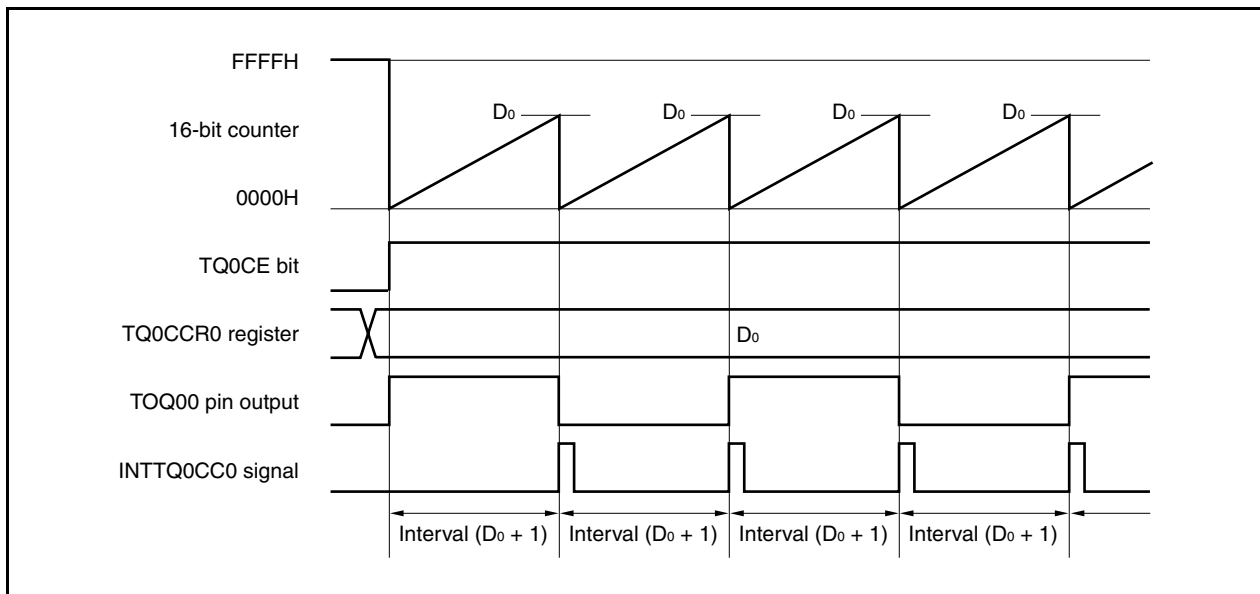 FFFFH
D0 D0 D0 D0
16-bit counter
0000H
TQ0CE bit
TQ0CCR0 register D0
TOQ00 pin output
INTTQ0CC0 signal
Interval (D0 + 1) Interval (D0 + 1) Interval (D0 + 1) Interval (D0 + 1)